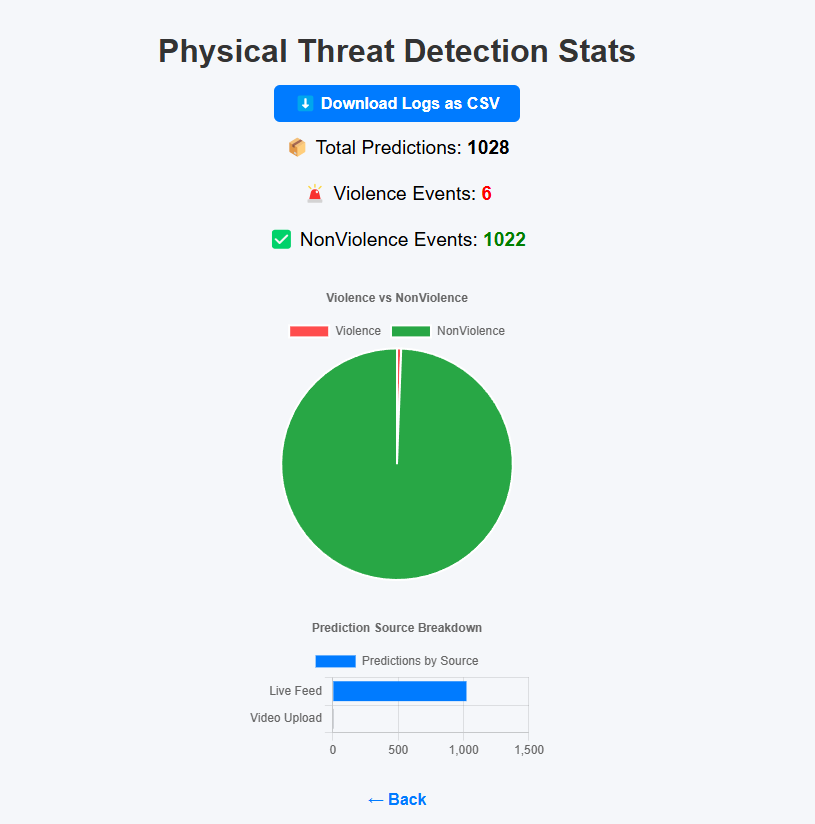 Physical Threat Detection Stats
⬇️ Download Logs as CSV
📦 Total Predictions: 1028
🚨 Violence Events: 6
✅ NonViolence Events: 1022
Violence vs NonViolence
Violence NonViolence
Prediction Source Breakdown
Predictions by Source
Live Feed
Video Upload
0 500 1,000 1,500
← Back